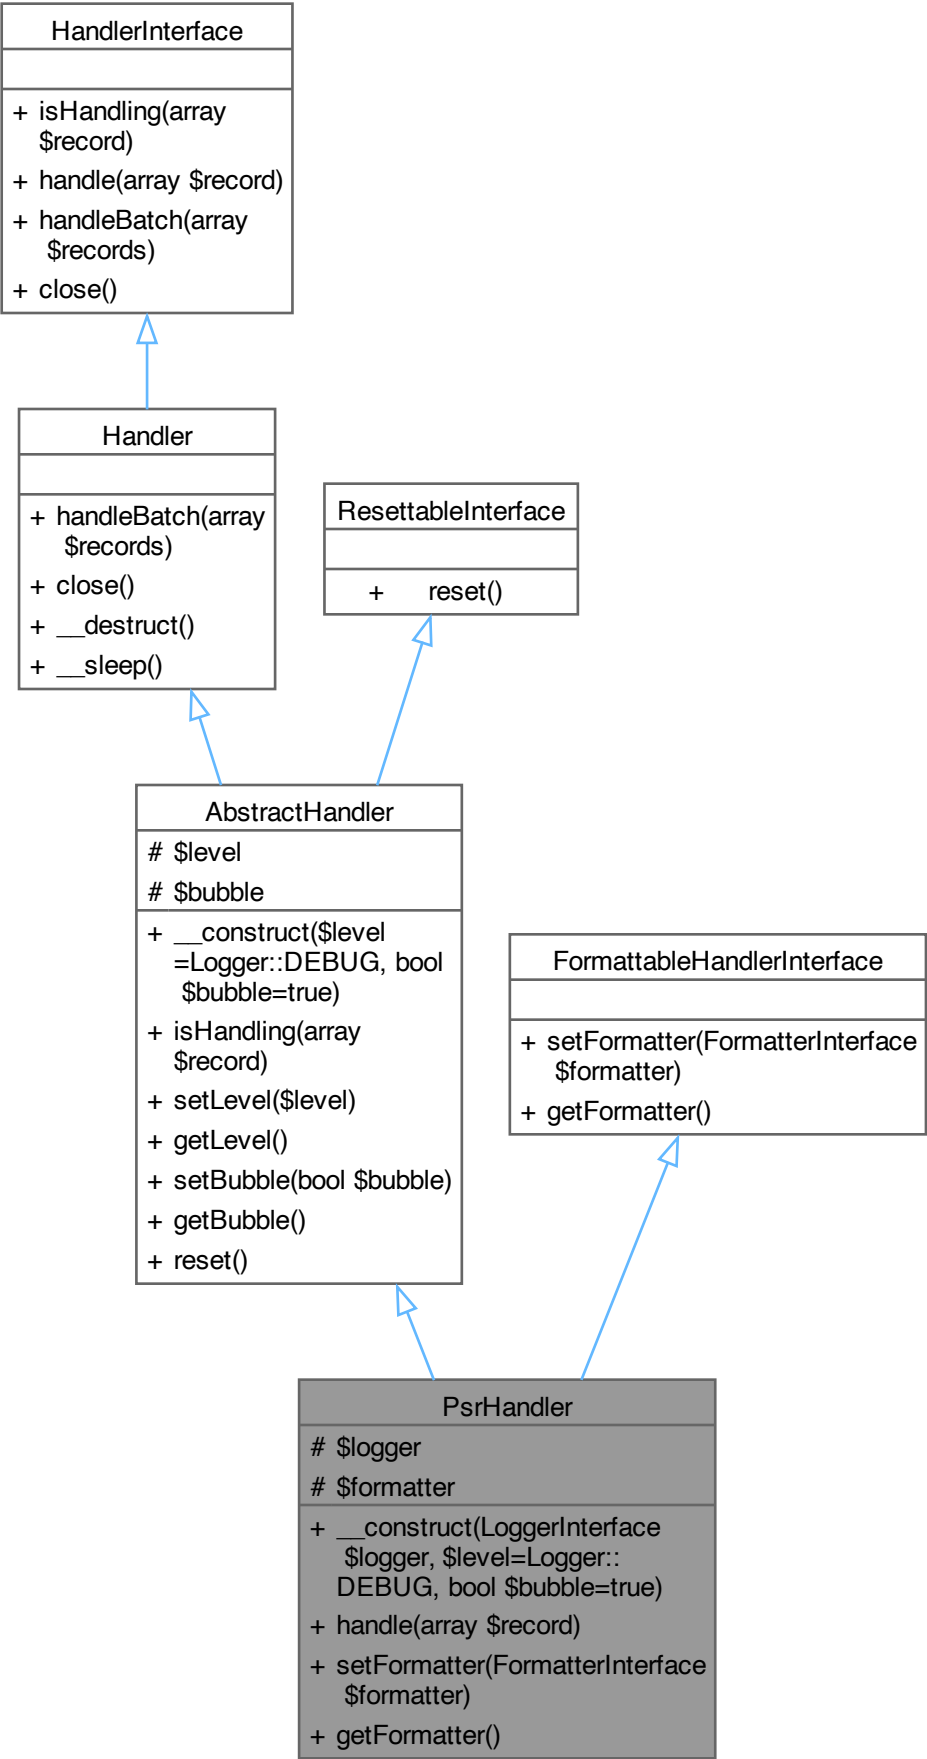 HandlerInterface
+ isHandling(array
$record)
+ handle(array $record)
+ handleBatch(array
$records)
+ close()
Handler
+ handleBatch(array
$records)
+ close()
+ __destruct()
+ __sleep()
ResettableInterface
+ reset()
AbstractHandler
# $level
# $bubble
+ __construct($level
=Logger::DEBUG, bool
$bubble=true)
+ isHandling(array
$record)
+ setLevel($level)
+ getLevel()
+ setBubble(bool $bubble)
+ getBubble()
+ reset()
FormattableHandlerInterface
+ setFormatter(FormatterInterface
$formatter)
+ getFormatter()
PsrHandler
# $logger
# $formatter
+ __construct(LoggerInterface
$logger, $level=Logger::
DEBUG, bool $bubble=true)
+ handle(array $record)
+ setFormatter(FormatterInterface
$formatter)
+ getFormatter()